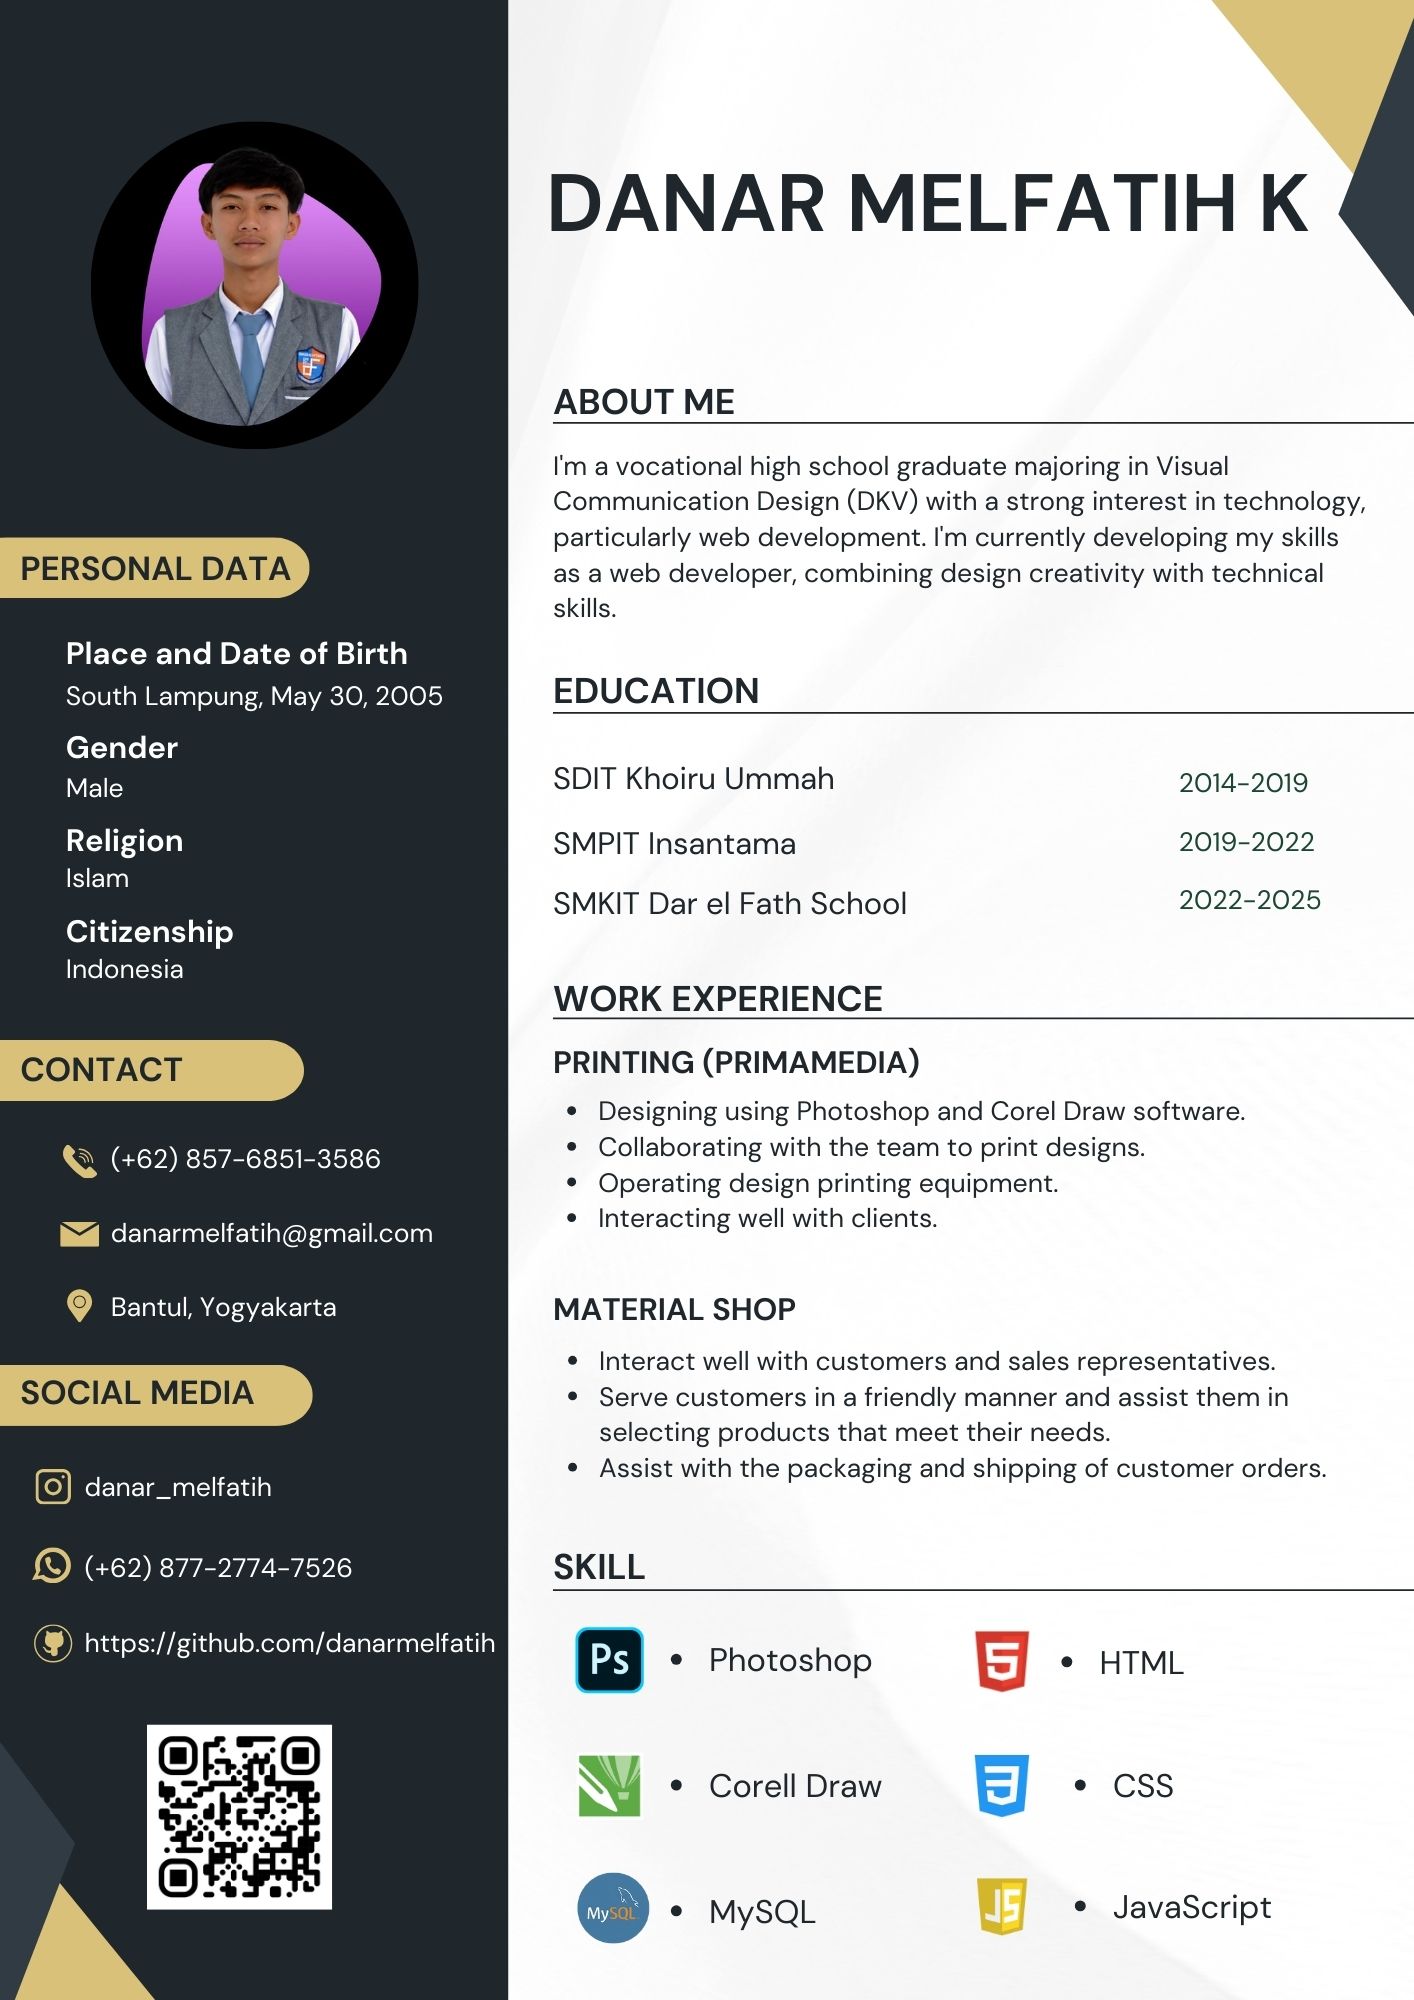 DANAR MELFATIH K
PERSONAL DATA
Place and Date of Birth
South Lampung, May 30, 2005
Gender
Male
Religion
Islam
Citizenship
Indonesia
CONTACT
(+62) 857-6851-3586
danarmelfatih@gmail.com
Bantul, Yogyakarta
SOCIAL MEDIA
danar_melfatih
(+62) 877-2774-7526
https://github.com/danarmelfatih
ABOUT ME
I'm a vocational high school graduate majoring in Visual
Communication Design (DKV) with a strong interest in technology,
particularly web development. I'm currently developing my skills
as a web developer, combining design creativity with technical
skills.
EDUCATION
SDIT Khoiru Ummah 2014-2019
SMPIT Insantama 2019-2022
SMKIT Dar el Fath School 2022-2025
WORK EXPERIENCE
PRINTING (PRIMAMEDIA)
• Designing using Photoshop and Corel Draw software.
• Collaborating with the team to print designs.
• Operating design printing equipment.
• Interacting well with clients.
MATERIAL SHOP
• Interact well with customers and sales representatives.
• Serve customers in a friendly manner and assist them in
selecting products that meet their needs.
• Assist with the packaging and shipping of customer orders.
SKILL
Ps • Photoshop
5 • HTML
• Corell Draw
3 • CSS
MySQL • MySQL
JS • JavaScript